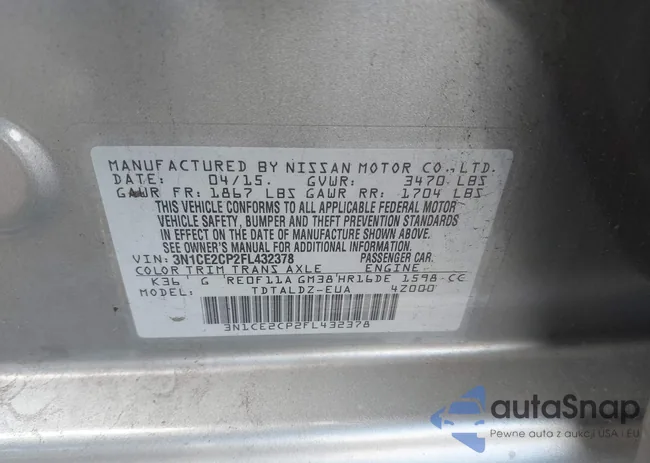 MANUFACTURED BY NISSAN MOTOR CO., LTD.
DATE: 04/15. GVWR: 3470 LBS
GAWR FR: 1867 LBS GAWR RR: 1704 LBS
THIS VEHICLE CONFORMS TO ALL APPLICABLE FEDERAL MOTOR
VEHICLE SAFETY, BUMPER AND THEFT PREVENTION STANDARDS
IN EFFECT ON THE DATE OF MANUFACTURE SHOWN ABOVE.
SEE OWNER'S MANUAL FOR ADDITIONAL INFORMATION.
VIN: 3N1CE2CP2FL432378 PASSENGER CAR.
COLOR TRIM TRANS AXLE ENGINE
K36 G RE0F11A GM38 HR16DE 1598-CC
MODEL: TDTALDZ-EUA 4Z000
3N1CE2CP2FL432378
autaSnap
Pewne auta z aukcji USA i EU